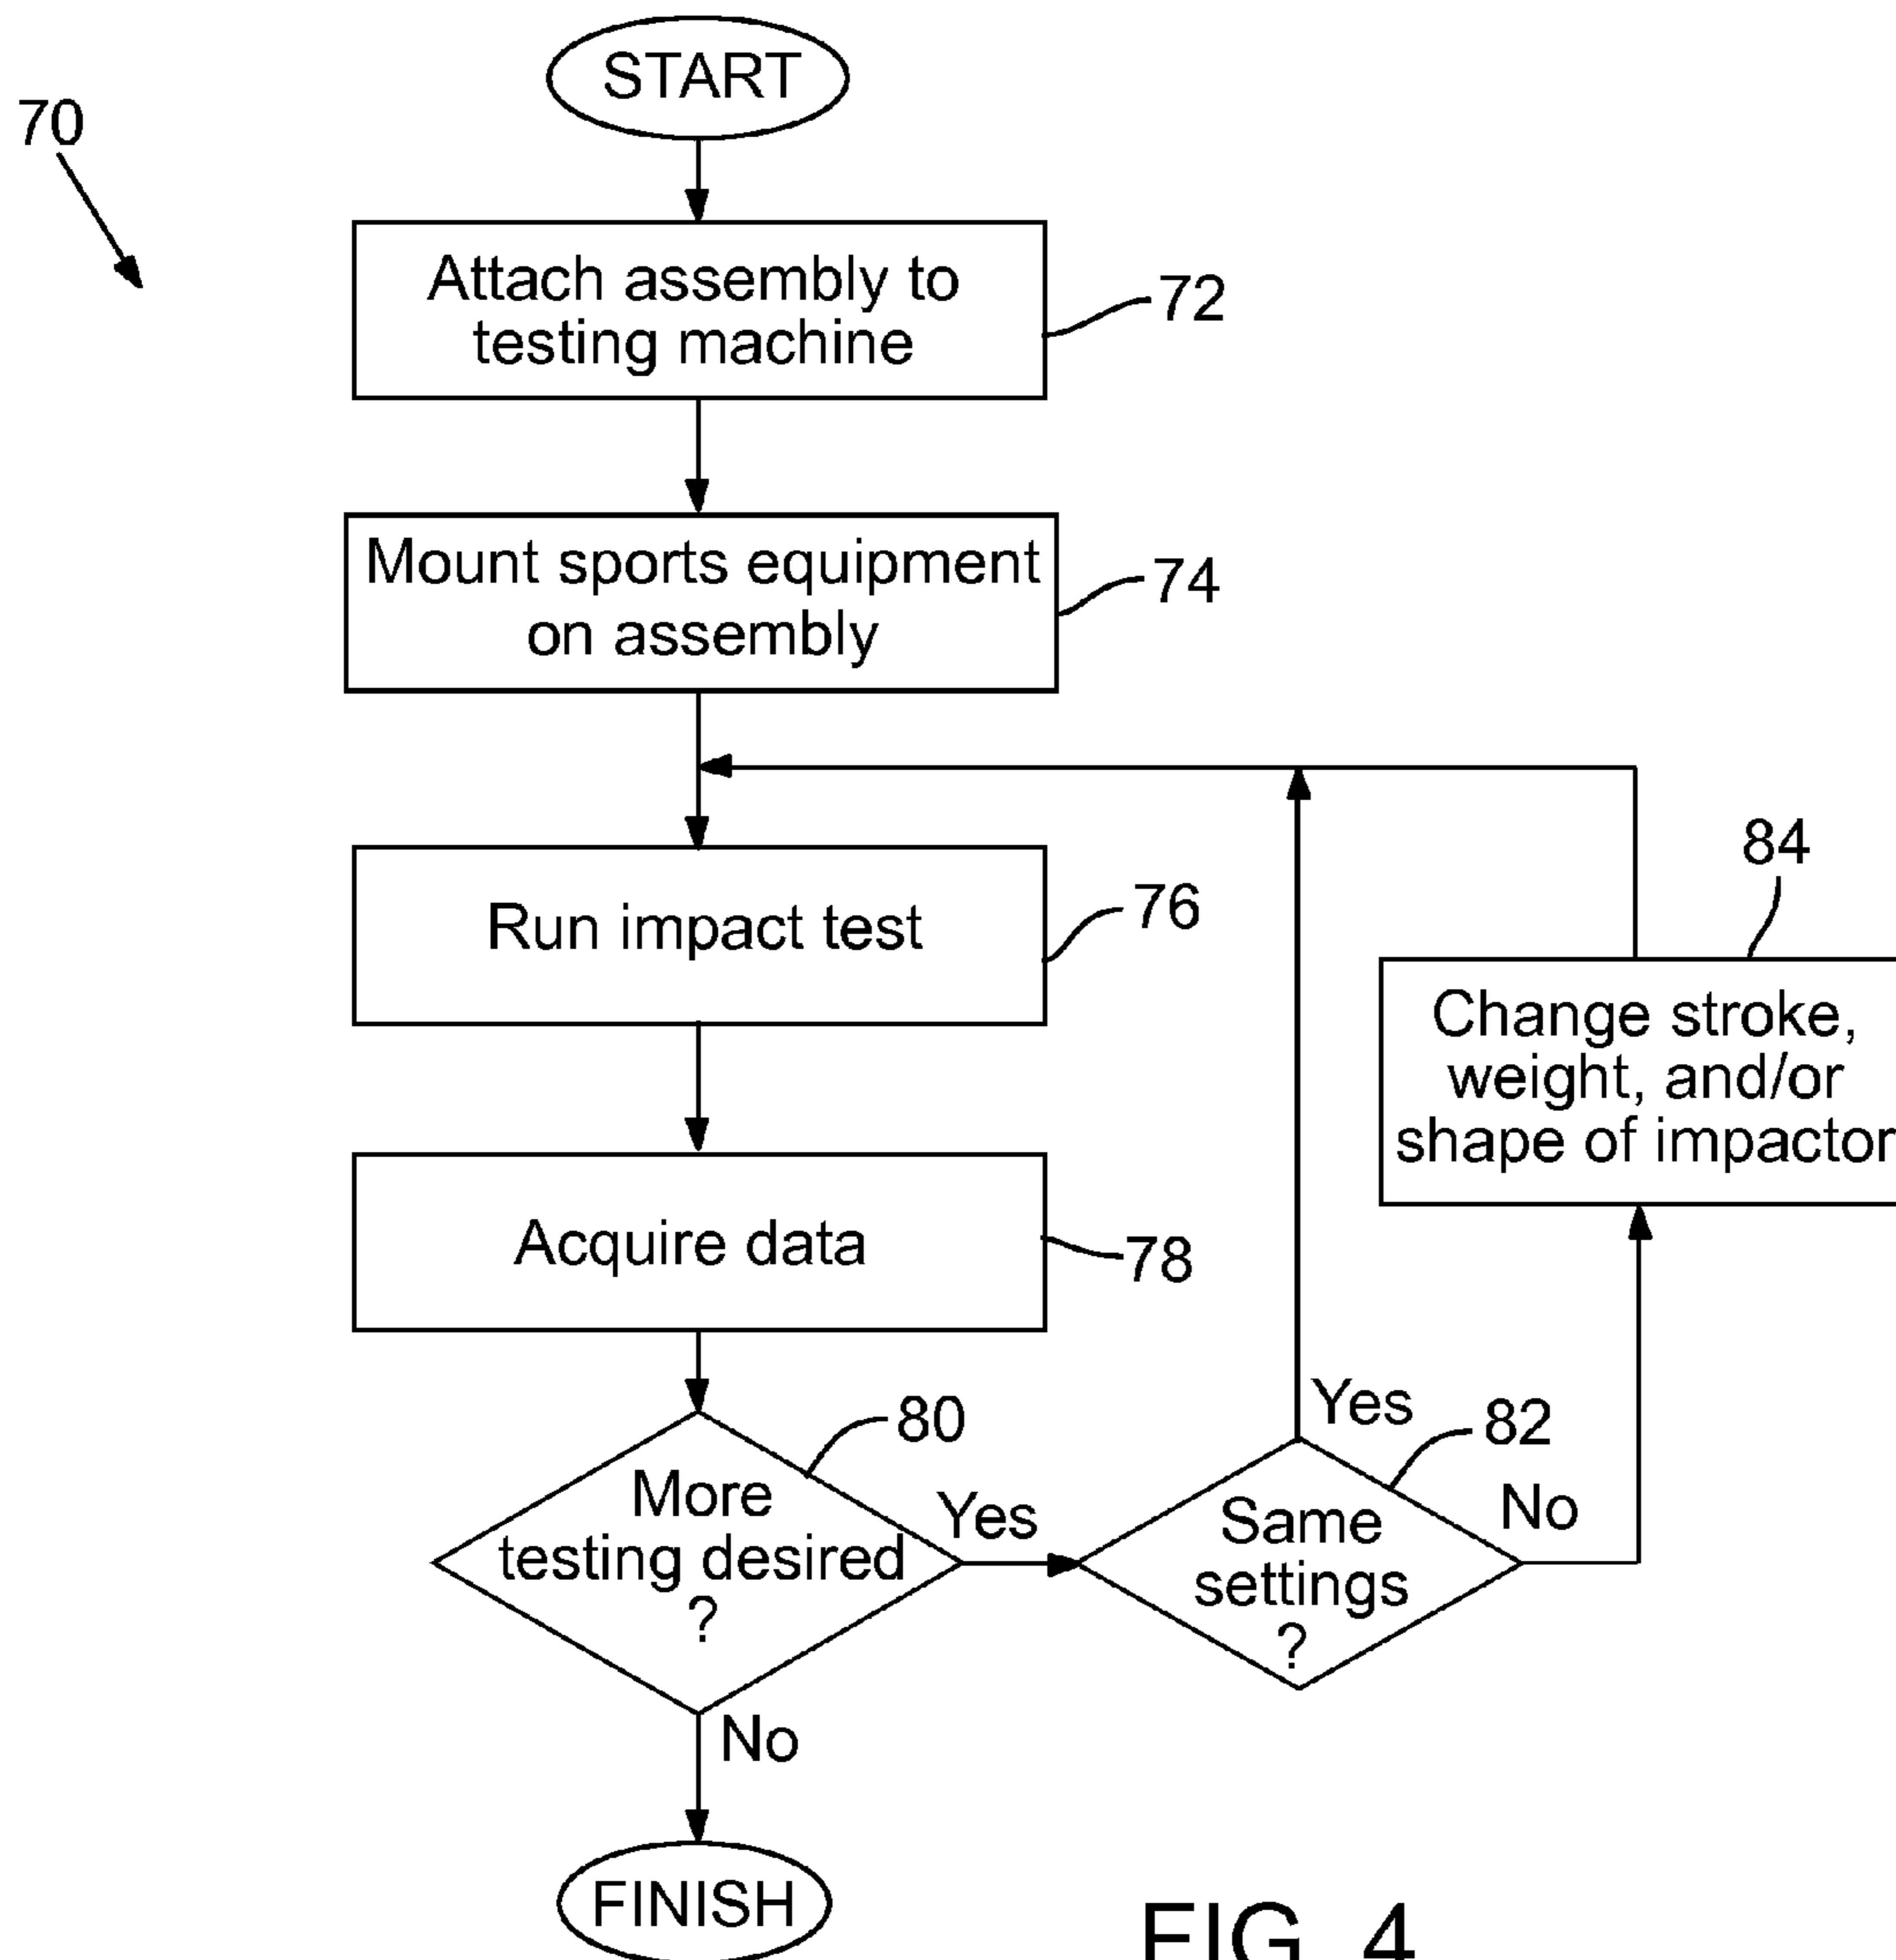 START
70
Attach assembly to
testing machine
72
Mount sports equipment
on assembly
74
Run impact test
76
84
Change stroke,
weight, and/or
shape of impactor
Acquire data
78
80
More
testing desired
?
Yes
Yes
82
Same
settings
?
No
No
FINISH
FIG. 4